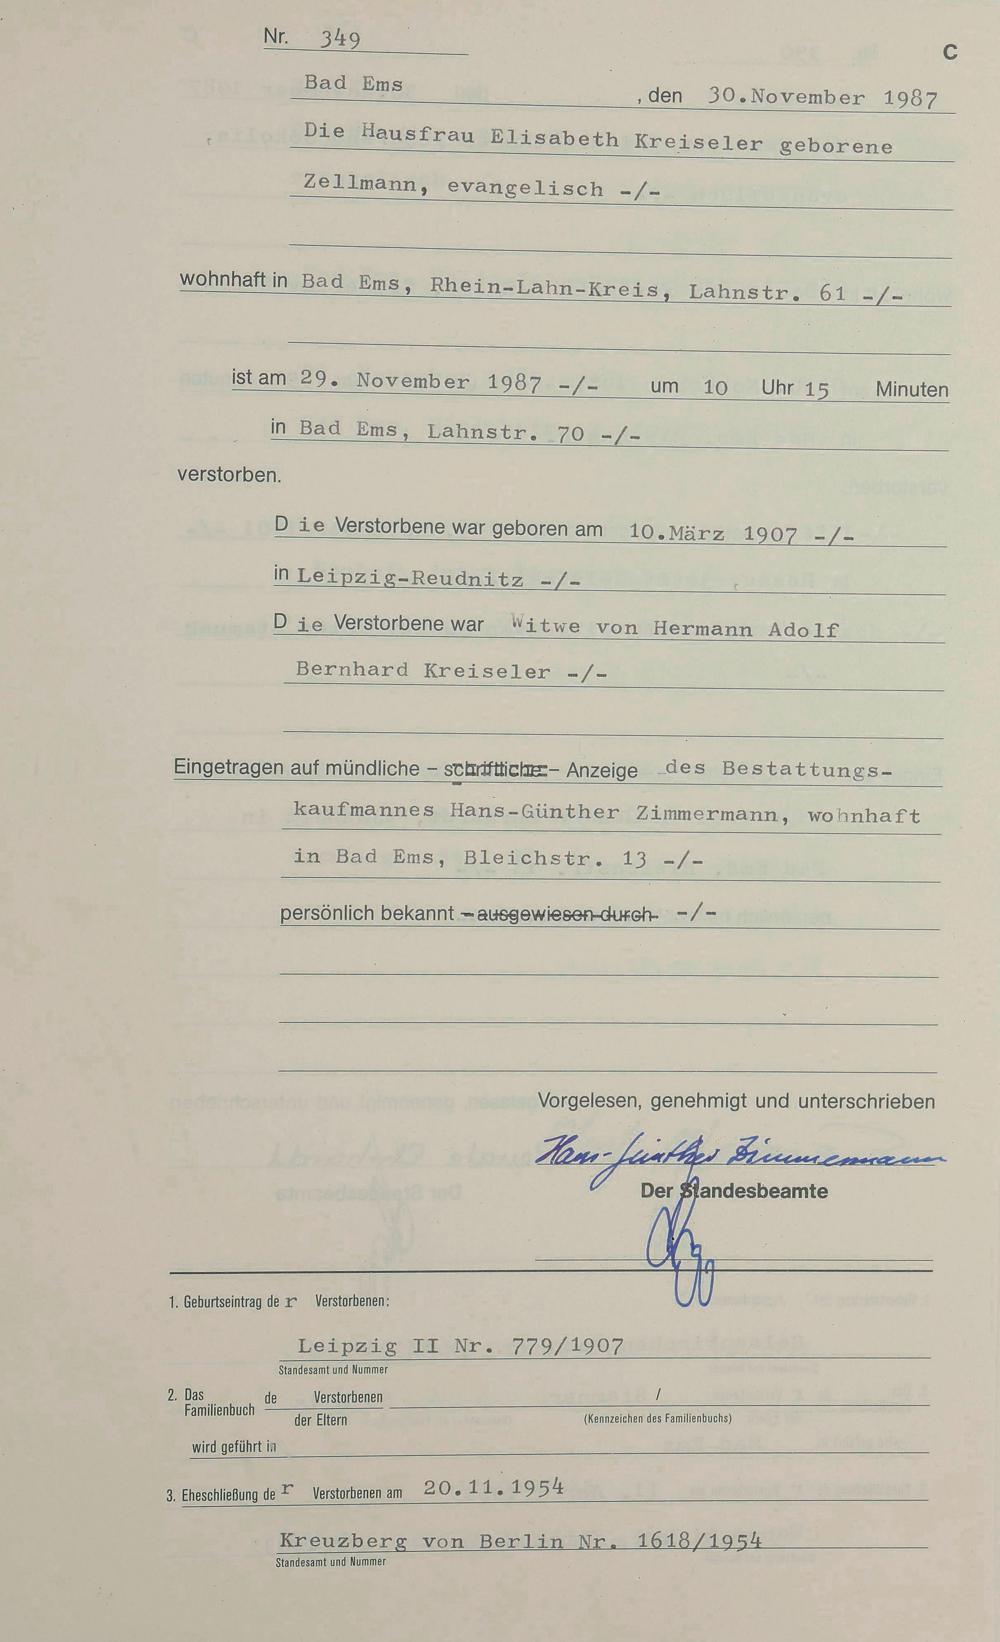 Nr. 349
C
Bad Ems , den 30.November 1987
Die Hausfrau Elisabeth Kreiseler geborene
Zellmann, evangelisch -/-
wohnhaft in Bad Ems, Rhein-Lahn-Kreis, Lahnstr. 61 -/-
ist am 29. November 1987 -/- um 10 Uhr 15 Minuten
in Bad Ems, Lahnstr. 70 -/-
verstorben.
D ie Verstorbene war geboren am 10.März 1907 -/-
in Leipzig-Reudnitz -/-
D ie Verstorbene war Witwe von Hermann Adolf
Bernhard Kreiseler -/-
Eingetragen auf mündliche – schriftliche – Anzeige des Bestattungs-
kaufmannes Hans-Günther Zimmermann, wohnhaft
in Bad Ems, Bleichstr. 13 -/-
persönlich bekannt – ausgewiesen durch -/-
Vorgelesen, genehmigt und unterschrieben
Hans-Günther Zimmermann
Der Standesbeamte
1. Geburtseintrag de r Verstorbenen:
Leipzig II Nr. 779/1907
Standesamt und Nummer
2. Das Familienbuch de Verstorbenen /
der Eltern (Kennzeichen des Familienbuchs)
wird geführt in
3. Eheschließung de r Verstorbenen am 20.11.1954
Kreuzberg von Berlin Nr. 1618/1954
Standesamt und Nummer